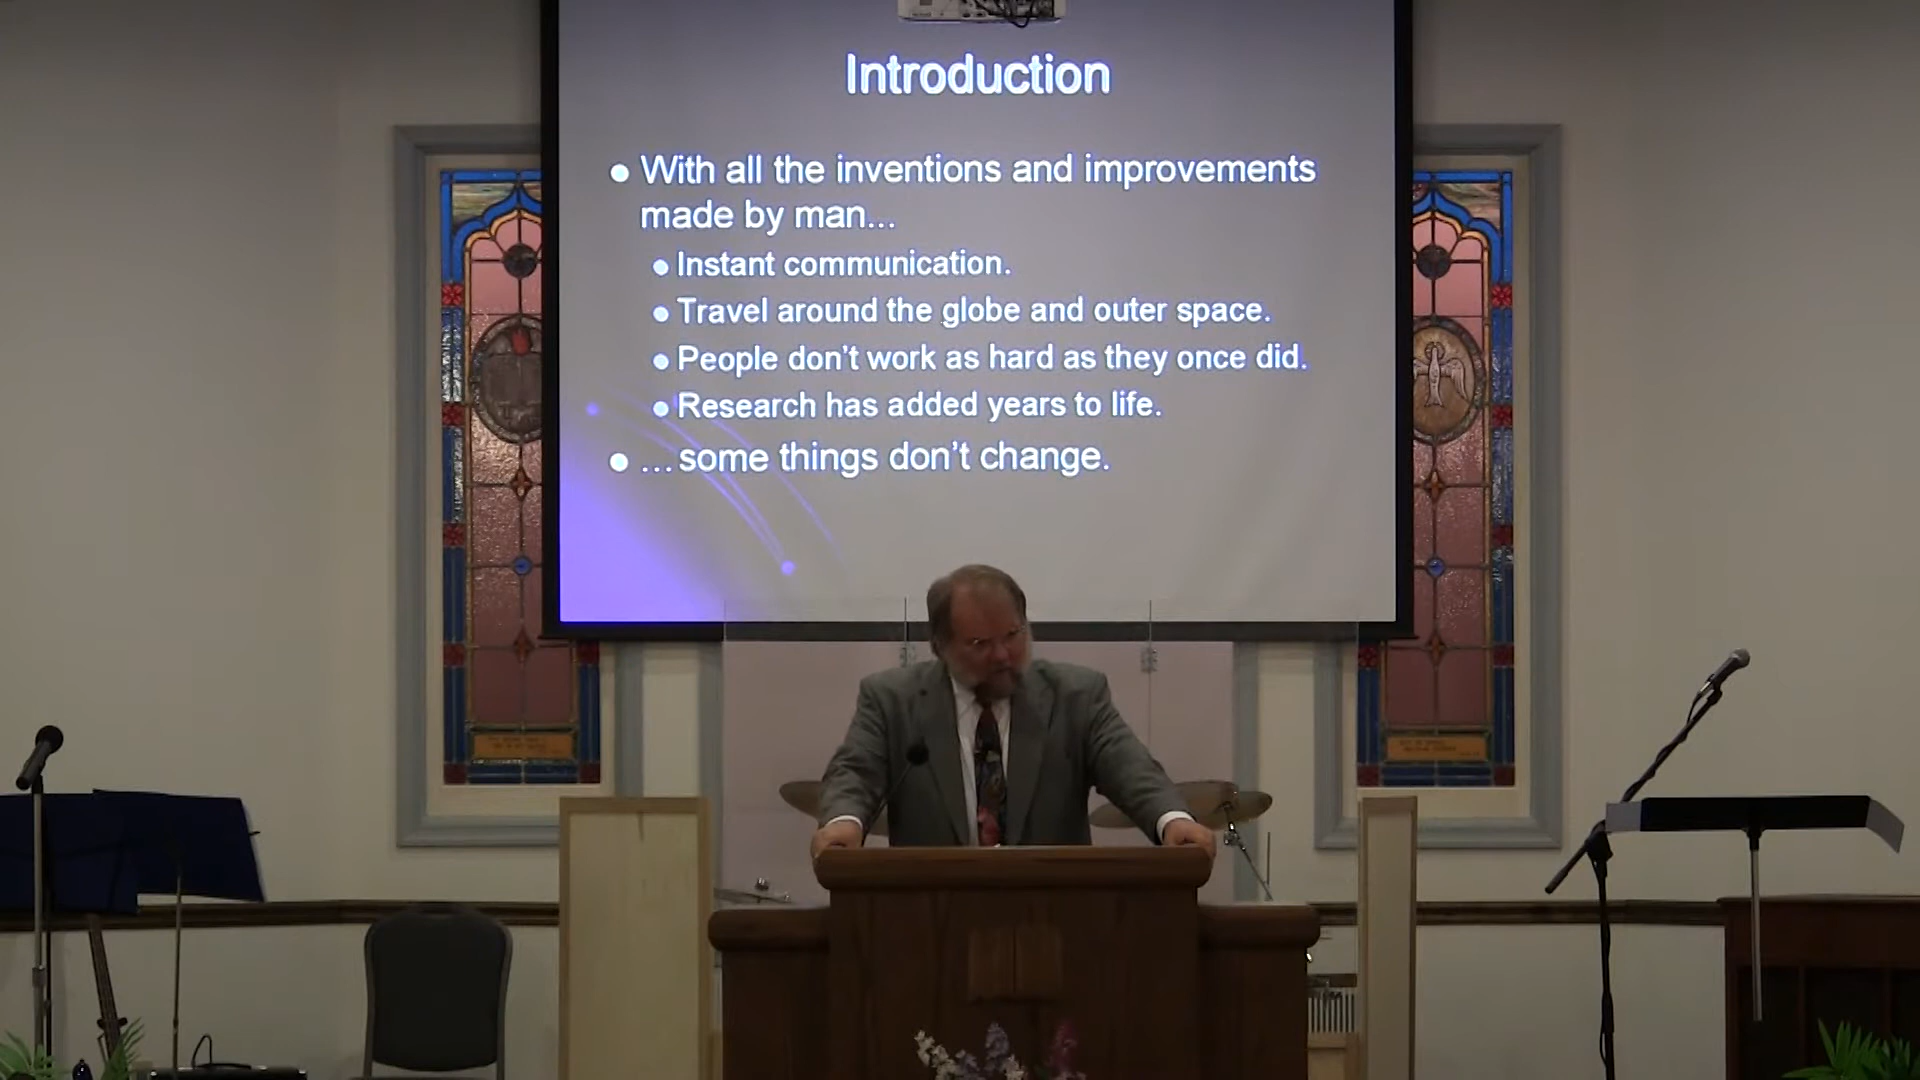 Introduction
• With all the inventions and improvements
made by man...
• Instant communication.
• Travel around the globe and outer space.
• People don't work as hard as they once did.
• Research has added years to life.
• ...some things don't change.